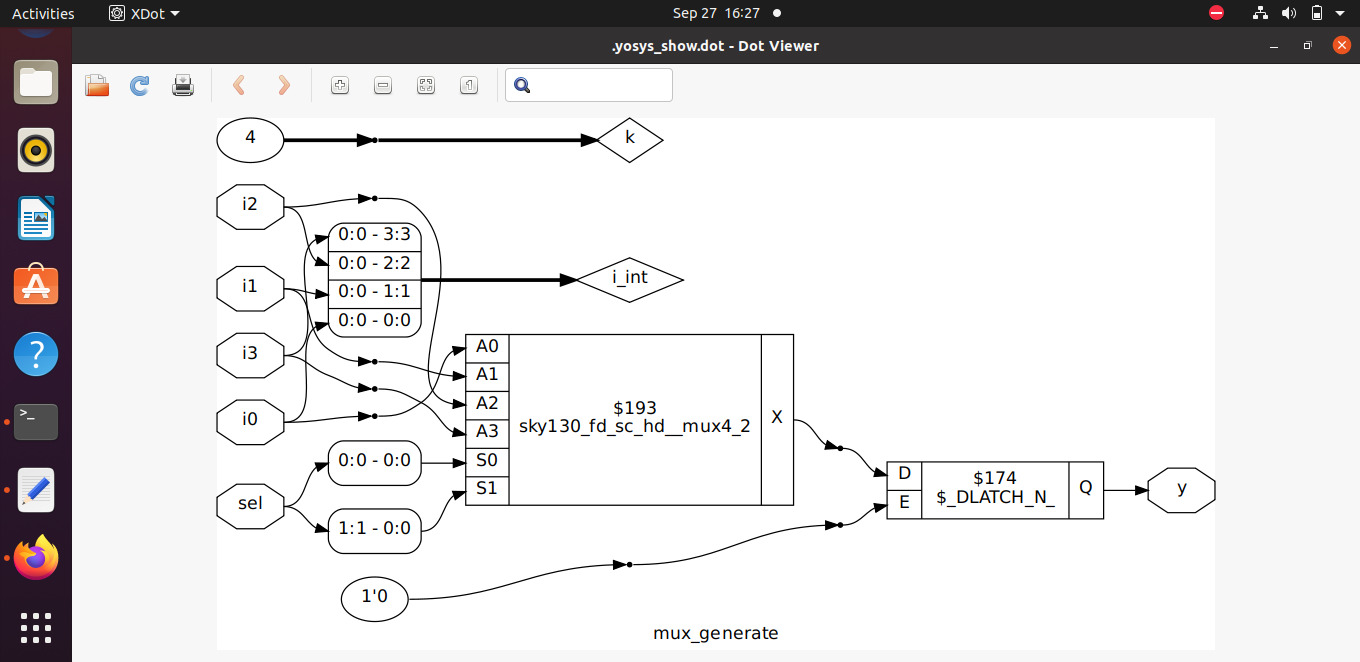 Activities
XDot
Sep 27 16:27
.yosys_show.dot - Dot Viewer
1
4
k
i2
0:0 - 3:3
0:0 - 2:2
0:0 - 1:1
0:0 - 0:0
i_int
i1
i3
i0
A0
A1
A2
A3
S0
S1
$193
sky130_fd_sc_hd__mux4_2
X
0:0 - 0:0
sel
1:1 - 0:0
D
E
$174
$_DLATCH_N_
Q
y
1'0
mux_generate